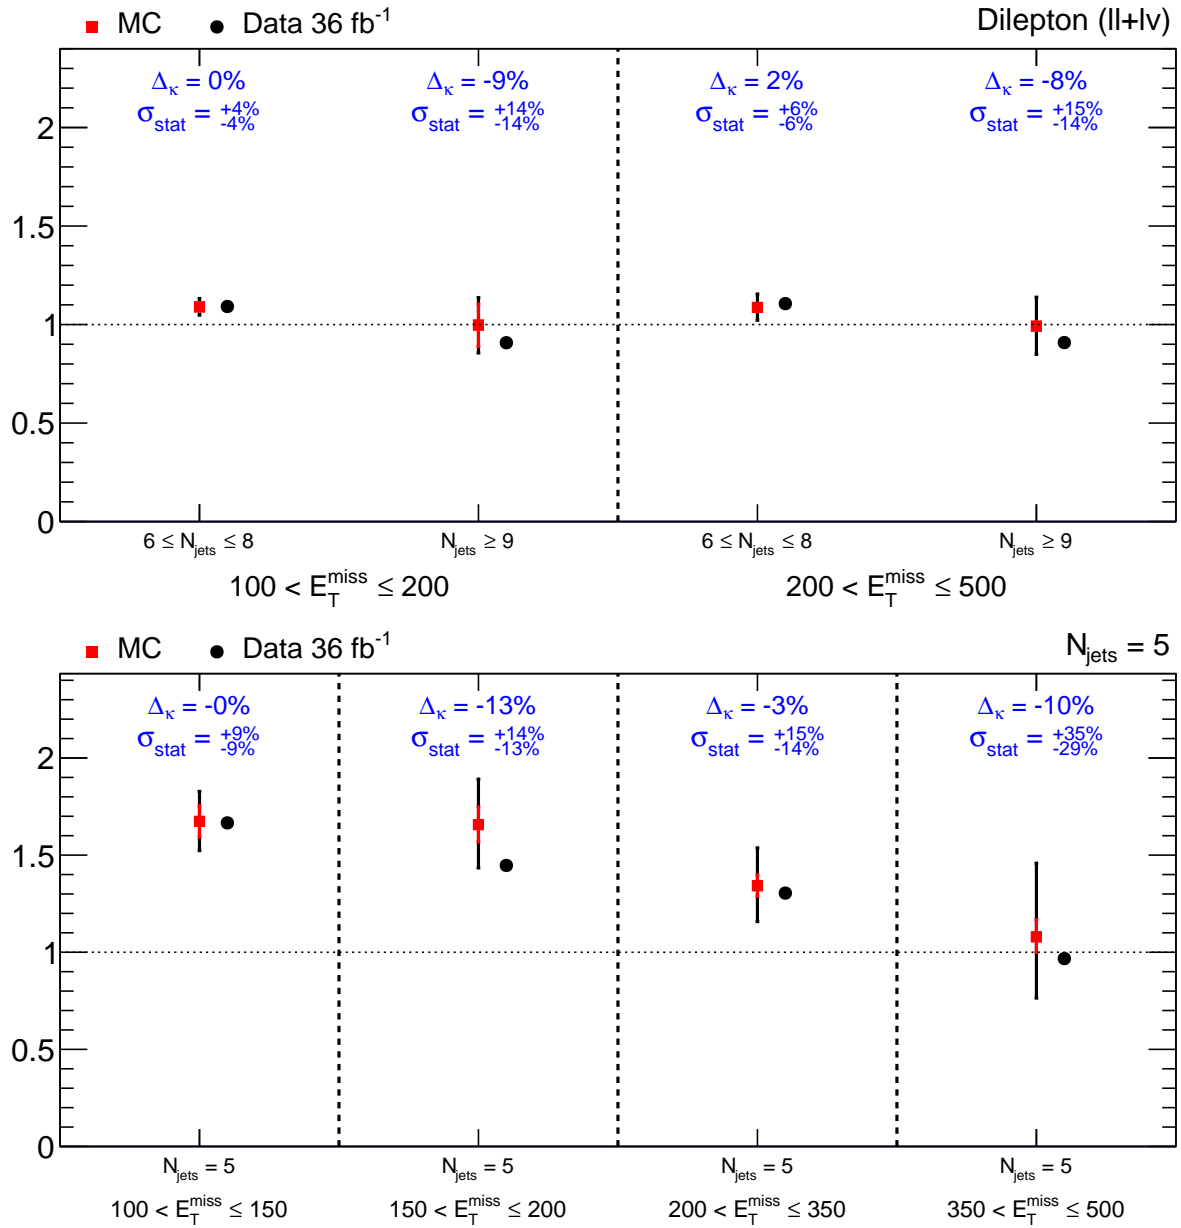 MC Data 36 fb⁻¹ Dilepton (ll+lν)
Δκ = 0% Δκ = -9% Δκ = 2% Δκ = -8%
σstat = +4% -4% σstat = +14% -14% σstat = +6% -6% σstat = +15% -14%
2
1.5
1
0.5
0
6 ≤ Njets ≤ 8 Njets ≥ 9 6 ≤ Njets ≤ 8 Njets ≥ 9
100 < ETmiss ≤ 200 200 < ETmiss ≤ 500
MC Data 36 fb⁻¹ Njets = 5
Δκ = -0% Δκ = -13% Δκ = -3% Δκ = -10%
σstat = +9% -9% σstat = +14% -13% σstat = +15% -14% σstat = +35% -29%
2
1.5
1
0.5
0
Njets = 5 Njets = 5 Njets = 5 Njets = 5
100 < ETmiss ≤ 150 150 < ETmiss ≤ 200 200 < ETmiss ≤ 350 350 < ETmiss ≤ 500